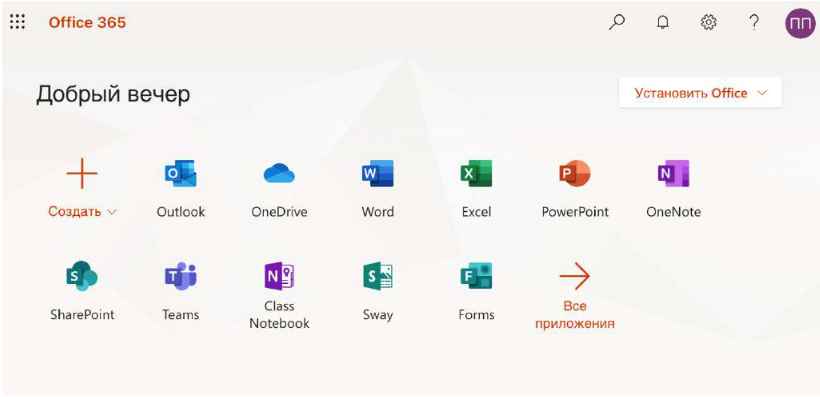 Office 365
?
ПП
Добрый вечер
Установить Office
Создать
Outlook
OneDrive
Word
Excel
PowerPoint
OneNote
SharePoint
Teams
Class
Notebook
Sway
Forms
Все
приложения